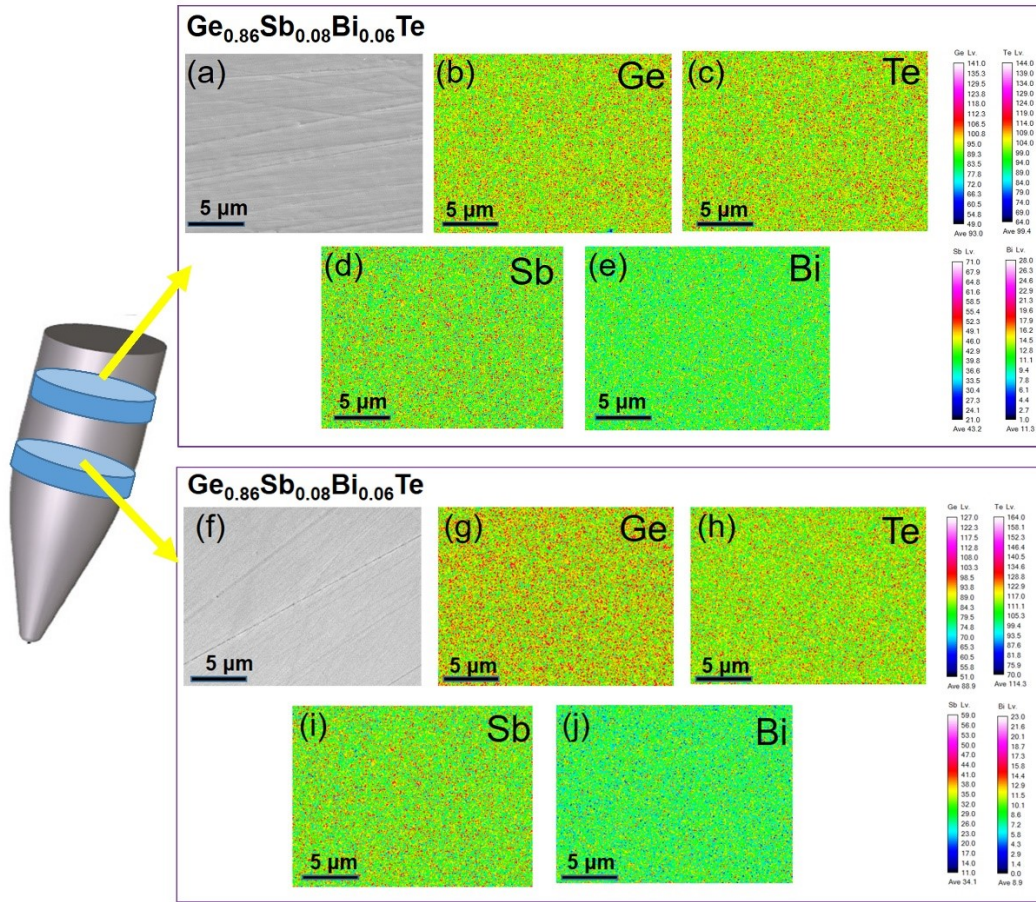 Ge0.86Sb0.08Bi0.06Te
(a)
5 μm
(b)
Ge
5 μm
(c)
Te
5 μm
(d)
Sb
5 μm
(e)
Bi
5 μm
Ge Lv.
141.0
135.3
129.5
123.8
118.0
112.3
106.5
100.8
95.0
89.3
83.5
77.8
72.0
66.3
60.5
54.8
49.0
Ave 93.0
Te Lv.
144.0
139.0
134.0
129.0
124.0
119.0
114.0
109.0
104.0
99.0
94.0
89.0
84.0
79.0
74.0
69.0
64.0
Ave 99.4
Sb Lv.
71.0
67.9
64.8
61.6
58.5
55.4
52.3
49.1
46.0
42.9
39.8
36.6
33.5
30.4
27.3
24.1
21.0
Ave 43.2
Bi Lv.
28.0
26.3
24.6
22.9
21.3
19.6
17.9
16.2
14.5
12.8
11.1
9.4
7.8
6.1
4.4
2.7
1.0
Ave 11.3
Ge0.86Sb0.08Bi0.06Te
(f)
5 μm
(g)
Ge
5 μm
(h)
Te
5 μm
(i)
Sb
5 μm
(j)
Bi
5 μm
Ge Lv.
127.0
122.3
117.5
112.8
108.0
103.3
98.5
93.8
89.0
84.3
79.5
74.8
70.0
65.3
60.5
55.8
51.0
Ave 88.9
Te Lv.
164.0
158.1
152.3
146.4
140.5
134.6
128.8
122.9
117.0
111.1
105.3
99.4
93.5
87.6
81.8
75.9
70.0
Ave 114.3
Sb Lv.
59.0
56.0
53.0
50.0
47.0
44.0
41.0
38.0
35.0
32.0
29.0
26.0
23.0
20.0
17.0
14.0
11.0
Ave 34.1
Bi Lv.
23.0
21.6
20.1
18.7
17.3
15.8
14.4
12.9
11.5
10.1
8.6
7.2
5.8
4.3
2.9
1.4
0.0
Ave 8.9